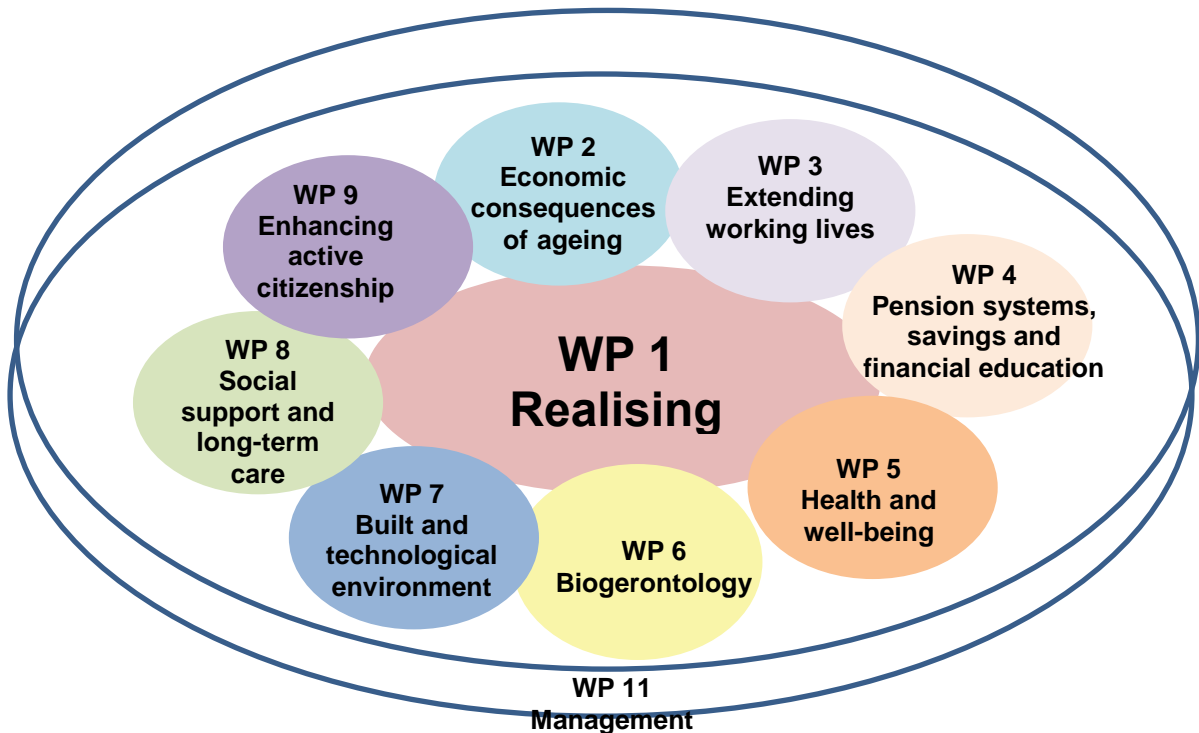 WP 1
Realising
WP 2
Economic
consequences
of ageing
WP 3
Extending
working lives
WP 4
Pension systems,
savings and
financial education
WP 5
Health and
well-being
WP 6
Biogerontology
WP 7
Built and
technological
environment
WP 8
Social
support and
long-term
care
WP 9
Enhancing
active
citizenship
WP 11
Management